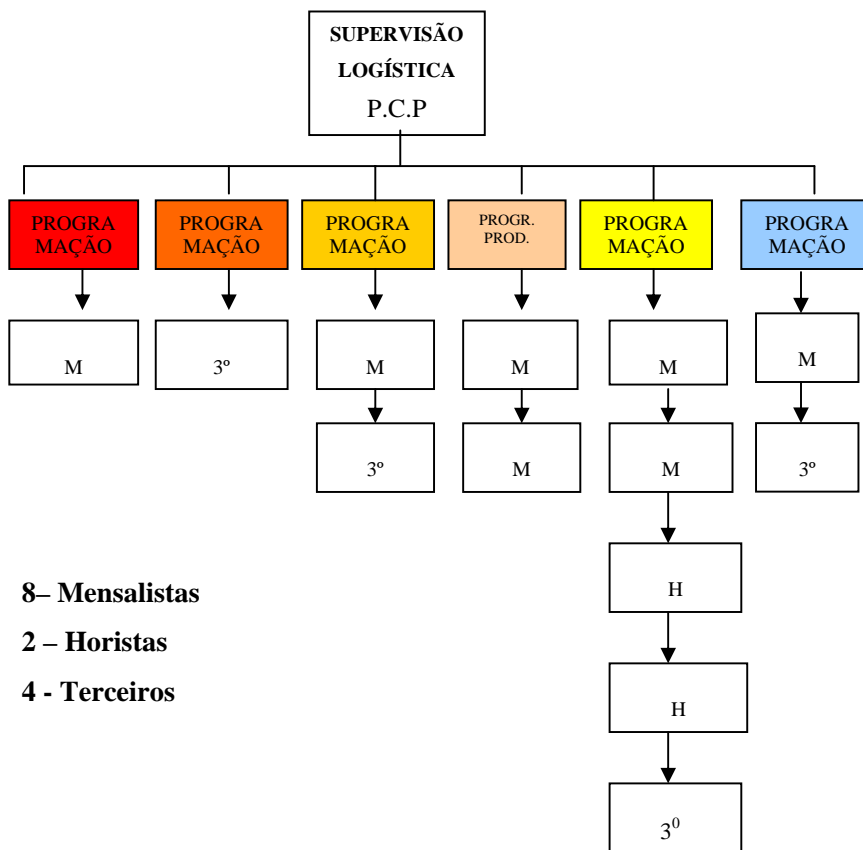 SUPERVISÃO
LOGÍSTICA
P.C.P
PROGRA
MAÇÃO
PROGRA
MAÇÃO
PROGRA
MAÇÃO
PROGR.
PROD.
PROGRA
MAÇÃO
PROGRA
MAÇÃO
M
3º
M
M
M
M
3º
M
M
3º
H
H
3⁰
8– Mensalistas
2 – Horistas
4 - Terceiros